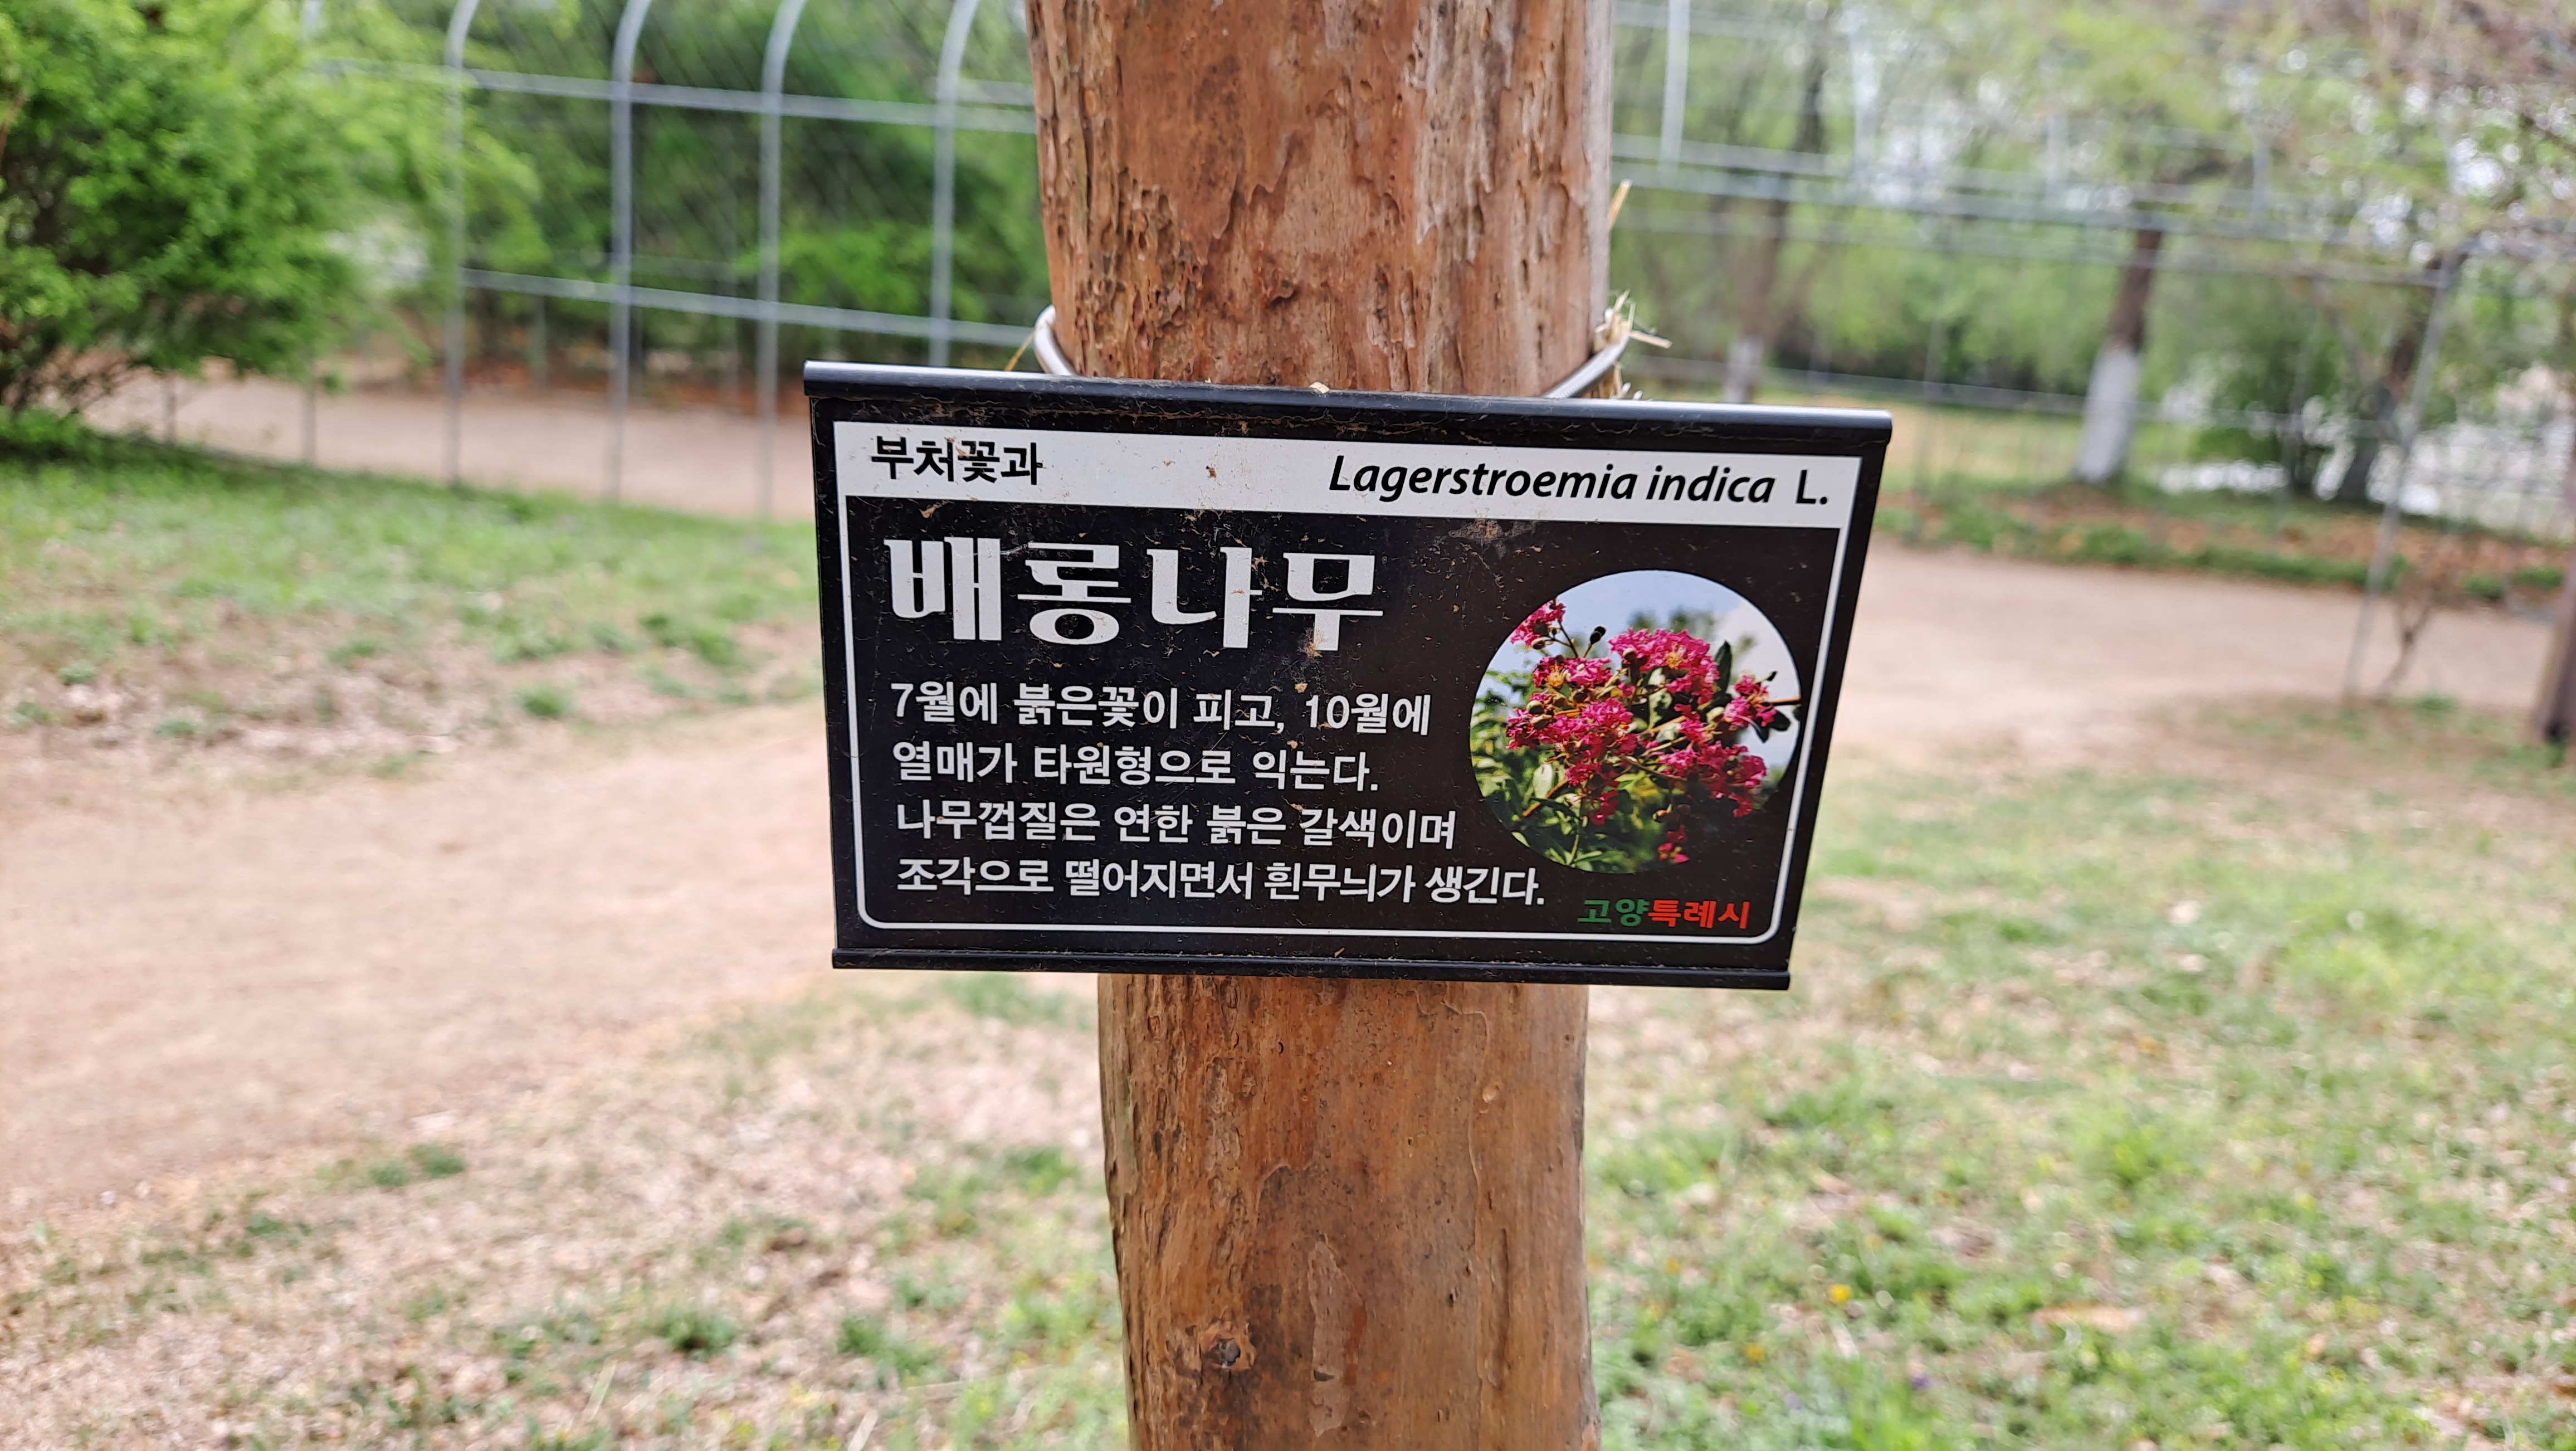 부처꽃과 Lagerstroemia indica L.
배롱나무
7월에 붉은꽃이 피고, 10월에
열매가 타원형으로 익는다.
나무껍질은 연한 붉은 갈색이며
조각으로 떨어지면서 흰무늬가 생긴다.
고양특례시